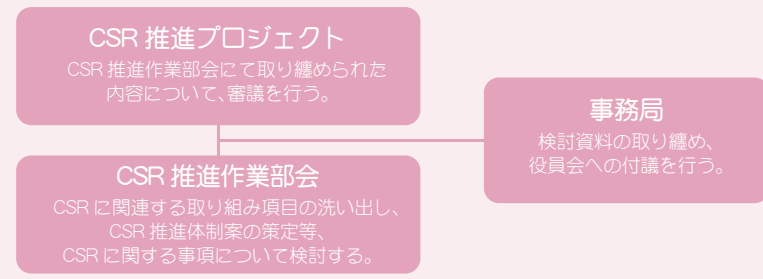 CSR 推進プロジェクト
CSR 推進作業部会にて取り纏められた
内容について、審議を行う。
事務局
検討資料の取り纏め、
役員会への付議を行う。
CSR 推進作業部会
CSR に関連する取り組み項目の洗い出し、
CSR 推進体制案の策定等、
CSR に関する事項について検討する。